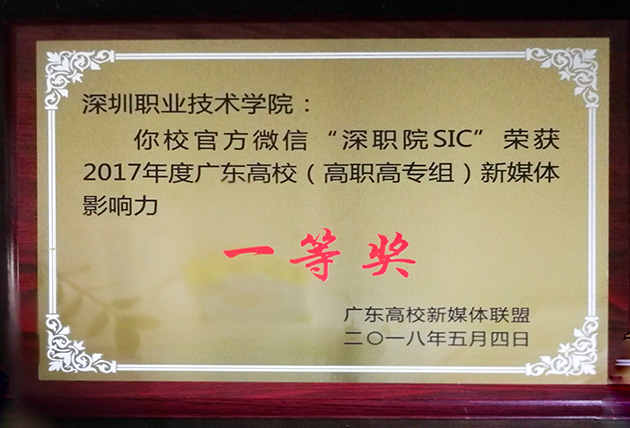 深圳职业技术学院：
你校官方微信“深职院SIC”荣获
2017年度广东高校（高职高专组）新媒体
影响力
一等奖
广东高校新媒体联盟
二〇一八年五月四日